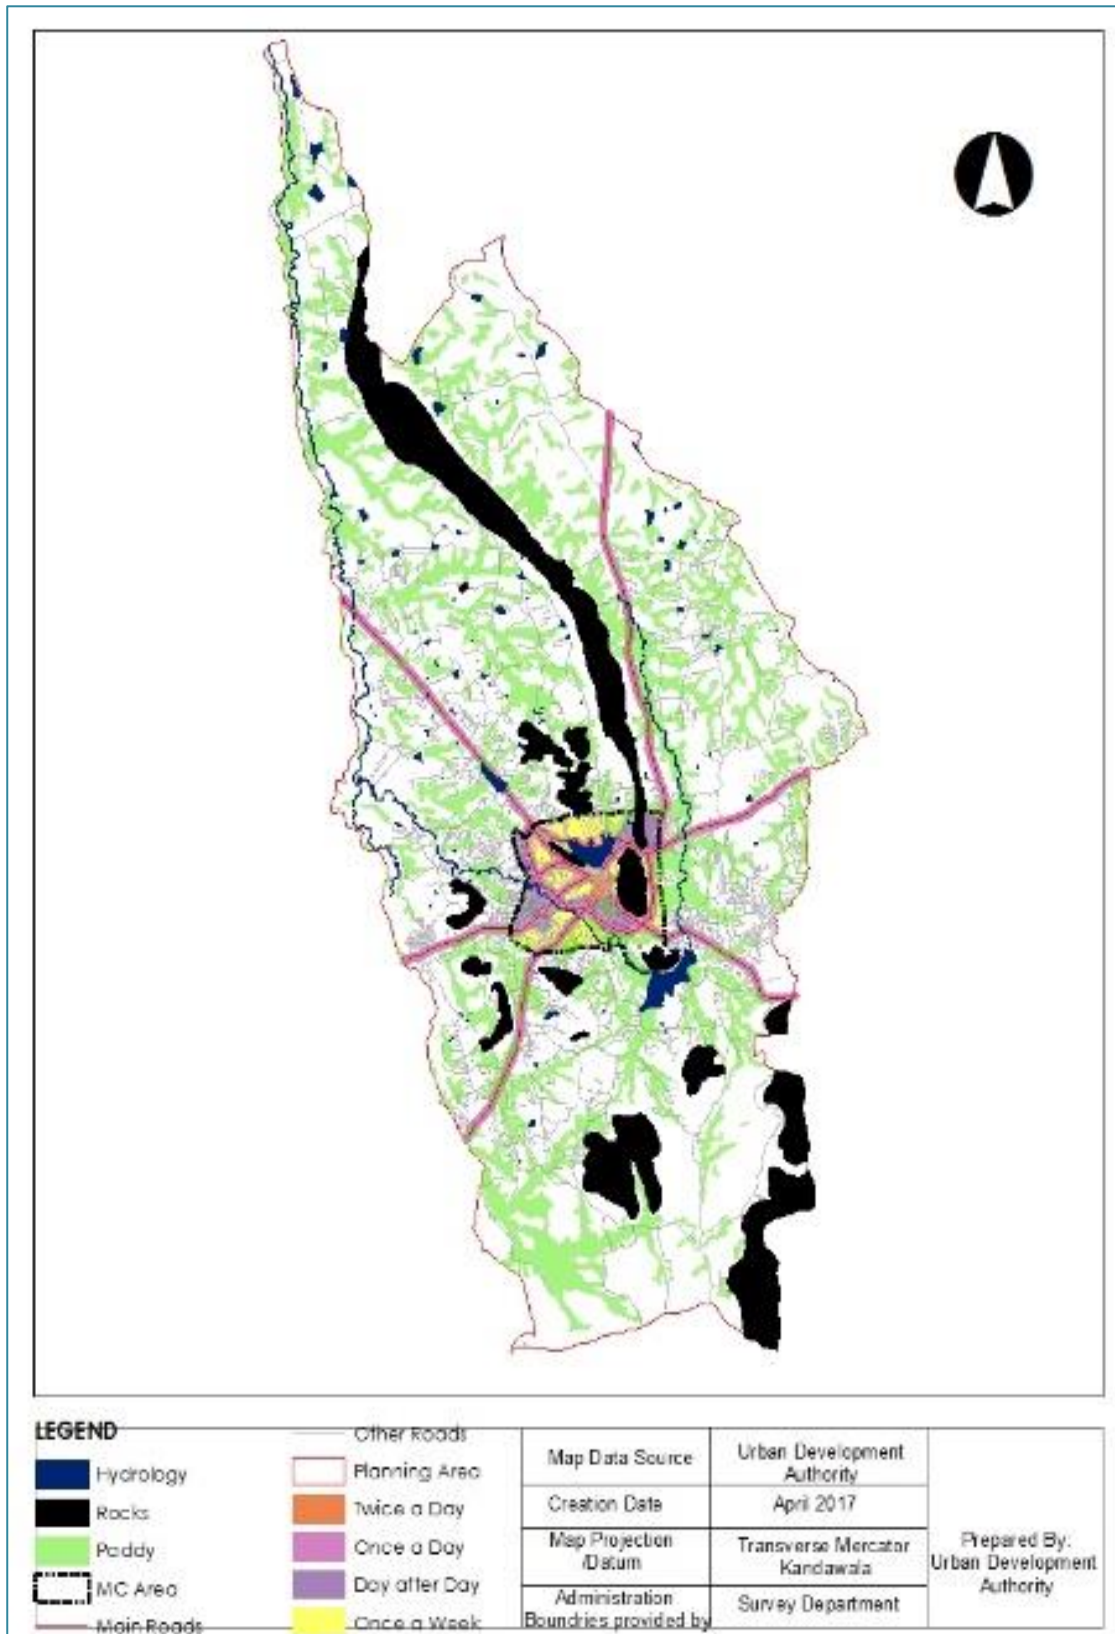 LEGEND
Hydrology
Rocks
Paddy
MC Area
Main Roads
Other Roads
Planning Area
Twice a Day
Once a Day
Day after Day
Once a Week
Map Data Source
Urban Development
Authority
Creation Date
April 2017
Map Projection
/Datum
Transverse Mercator
Kandawala
Administration
Boundries provided by
Survey Department
Prepared By:
Urban Development
Authority